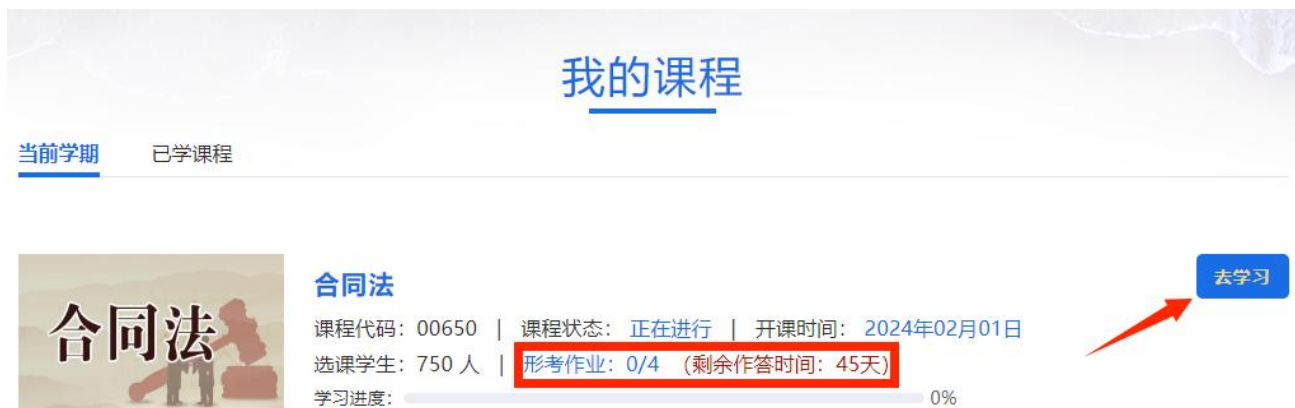 我的课程
当前学期 已学课程
合同法
合同法
去学习
课程代码：00650 | 课程状态：正在进行 | 开课时间：2024年02月01日
选课学生：750 人 | 形考作业：0/4 （剩余作答时间：45天）
学习进度： 0%